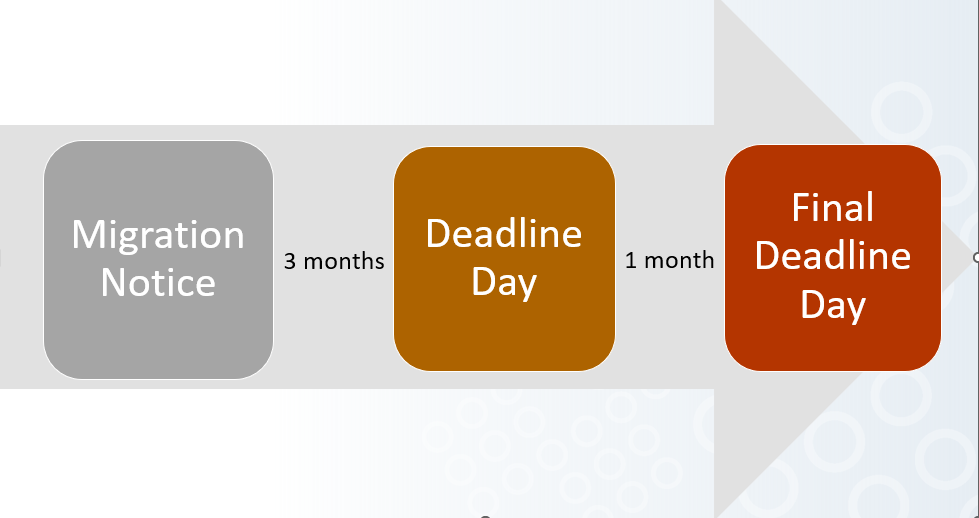 Migration
Notice
3 months
Deadline
Day
1 month
Final
Deadline
Day